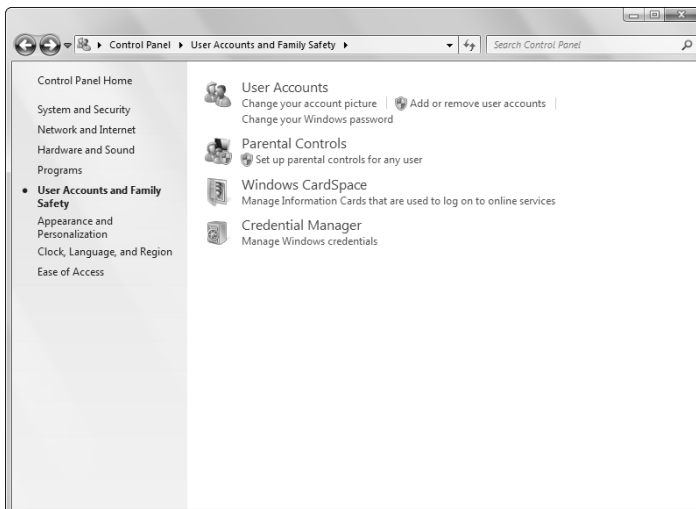 Control Panel
User Accounts and Family Safety
Search Control Panel
Control Panel Home
System and Security
Network and Internet
Hardware and Sound
Programs
User Accounts and Family
Safety
Appearance and
Personalization
Clock, Language, and Region
Ease of Access
User Accounts
Change your account picture
Add or remove user accounts
Change your Windows password
Parental Controls
Set up parental controls for any user
Windows CardSpace
Manage Information Cards that are used to log on to online services
Credential Manager
Manage Windows credentials